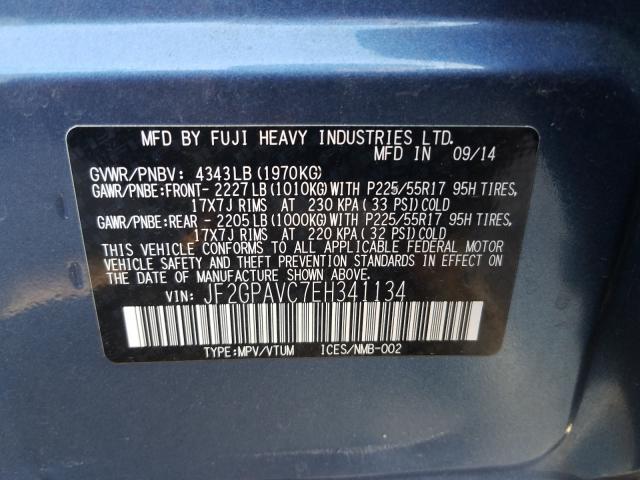 MFD BY FUJI HEAVY INDUSTRIES LTD.
MFD IN 09/14
GVWR/PNBV: 4343LB (1970KG)
GAWR/PNBE:FRONT- 2227LB (1010KG) WITH P225/55R17 95H TIRES,
17X7J RIMS AT 230 KPA (33 PSI) COLD
GAWR/PNBE:REAR - 2205LB (1000KG) WITH P225/55R17 95H TIRES,
17X7J RIMS AT 220 KPA (32 PSI) COLD
THIS VEHICLE CONFORMS TO ALL APPLICABLE FEDERAL MOTOR
VEHICLE SAFETY AND THEFT PREVENTION STANDARDS IN EFFECT ON
THE DATE OF MANUFACTURE SHOWN ABOVE.
VIN: JF2GPAVC7EH341134
TYPE:MPV/VTUM ICES/NMB-002